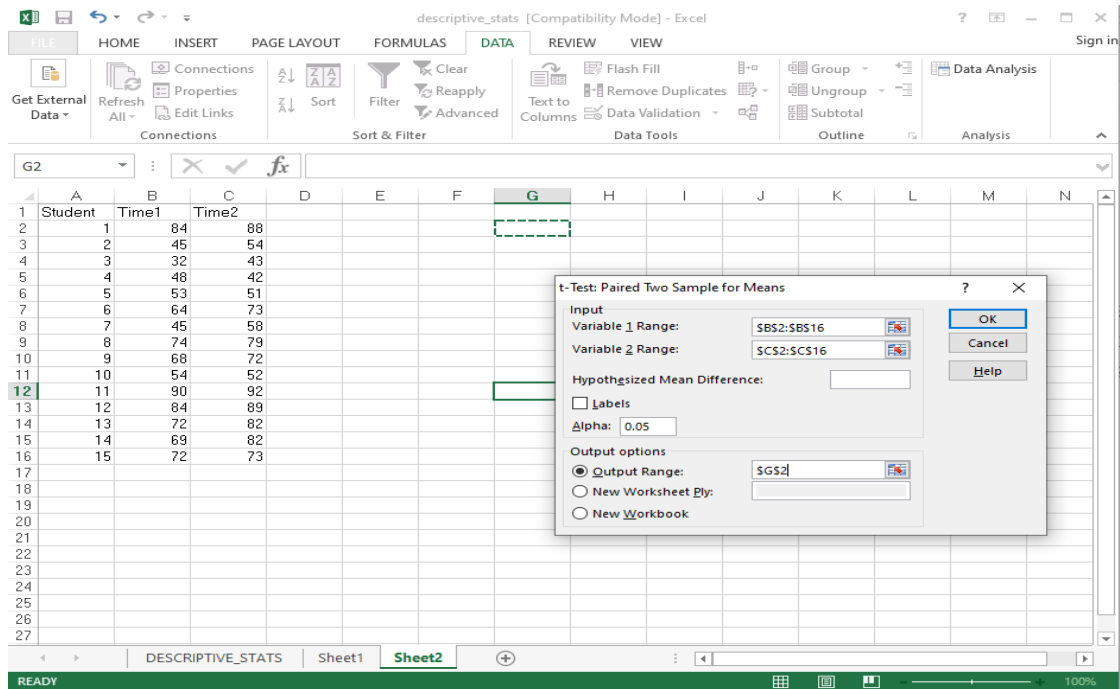 descriptive_stats [Compatibility Mode] - Excel
FILE HOME INSERT PAGE LAYOUT FORMULAS DATA REVIEW VIEW Sign in
Get External Data
Refresh All
Connections
Properties
Edit Links
Connections
Sort
Filter
Clear
Reapply
Advanced
Sort & Filter
Text to Columns
Flash Fill
Remove Duplicates
Data Validation
Data Tools
Group
Ungroup
Subtotal
Outline
Data Analysis
Analysis
G2 fx
A B C D E F G H I J K L M N
1 Student Time1 Time2
2 1 84 88
3 2 45 54
4 3 32 43
5 4 48 42
6 5 53 51
7 6 64 73
8 7 45 58
9 8 74 79
10 9 68 72
11 10 54 52
12 11 90 92
13 12 84 89
14 13 72 82
15 14 69 82
16 15 72 73
17
18
19
20
21
22
23
24
25
26
27
t-Test: Paired Two Sample for Means ?
Input
Variable 1 Range: $B$2:$B$16
Variable 2 Range: $C$2:$C$16
Hypothesized Mean Difference:
Labels
Alpha: 0.05
Output options
Output Range: $G$2
New Worksheet Ply:
New Workbook
OK
Cancel
Help
DESCRIPTIVE_STATS Sheet1 Sheet2
READY 100%